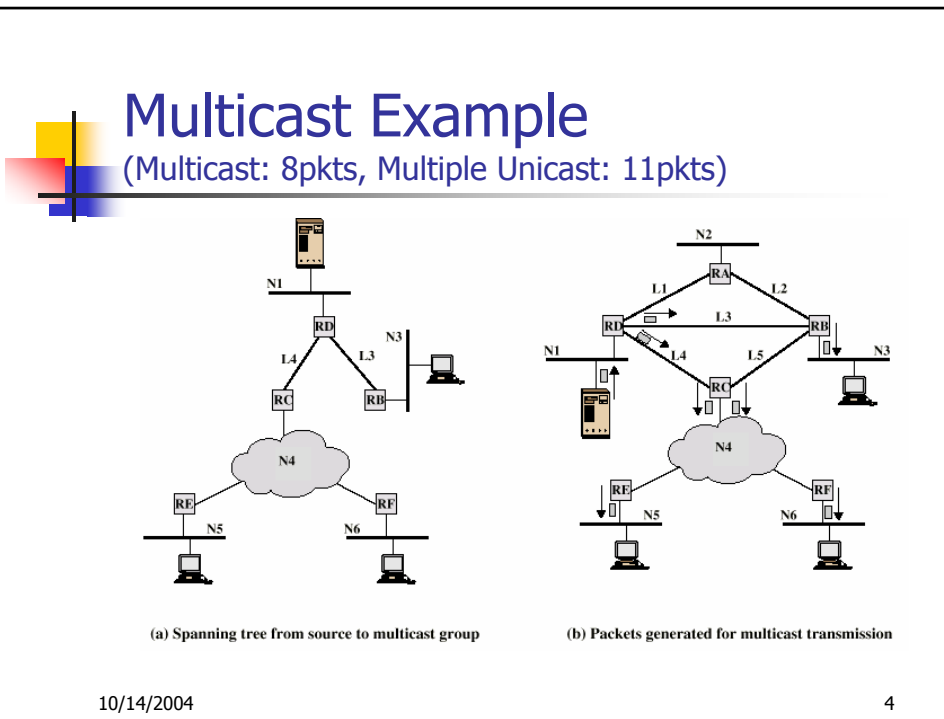 Multicast Example
(Multicast: 8pkts, Multiple Unicast: 11pkts)
N1
RD
L4
L3
N3
RC
RB
N4
RE
RF
N5
N6
(a) Spanning tree from source to multicast group
N2
RA
L1
L2
L3
RD
RB
N1
L4
L5
N3
RC
N4
RE
RF
N5
N6
(b) Packets generated for multicast transmission
10/14/2004
4